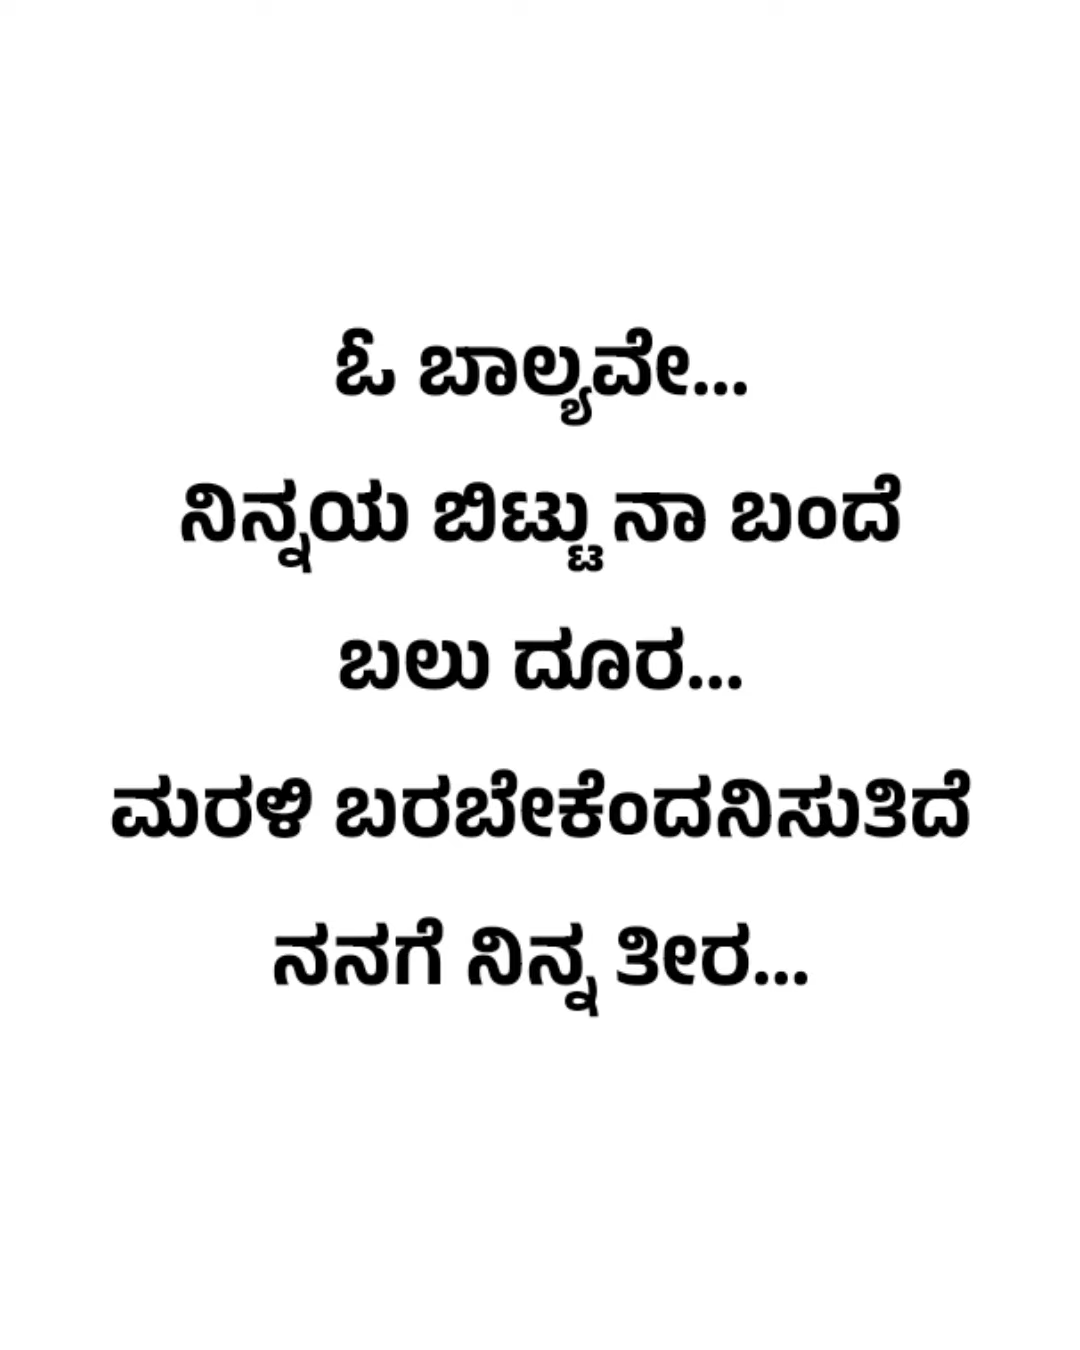 ಓ ಬಾಲ್ಯವೇ...
ನಿನ್ನಯ ಬಿಟ್ಟು ನಾ ಬಂದೆ
ಬಲು ದೂರ...
ಮರಳಿ ಬರಬೇಕೆಂದನಿಸುತಿದೆ
ನನಗೆ ನಿನ್ನ ತೀರ...